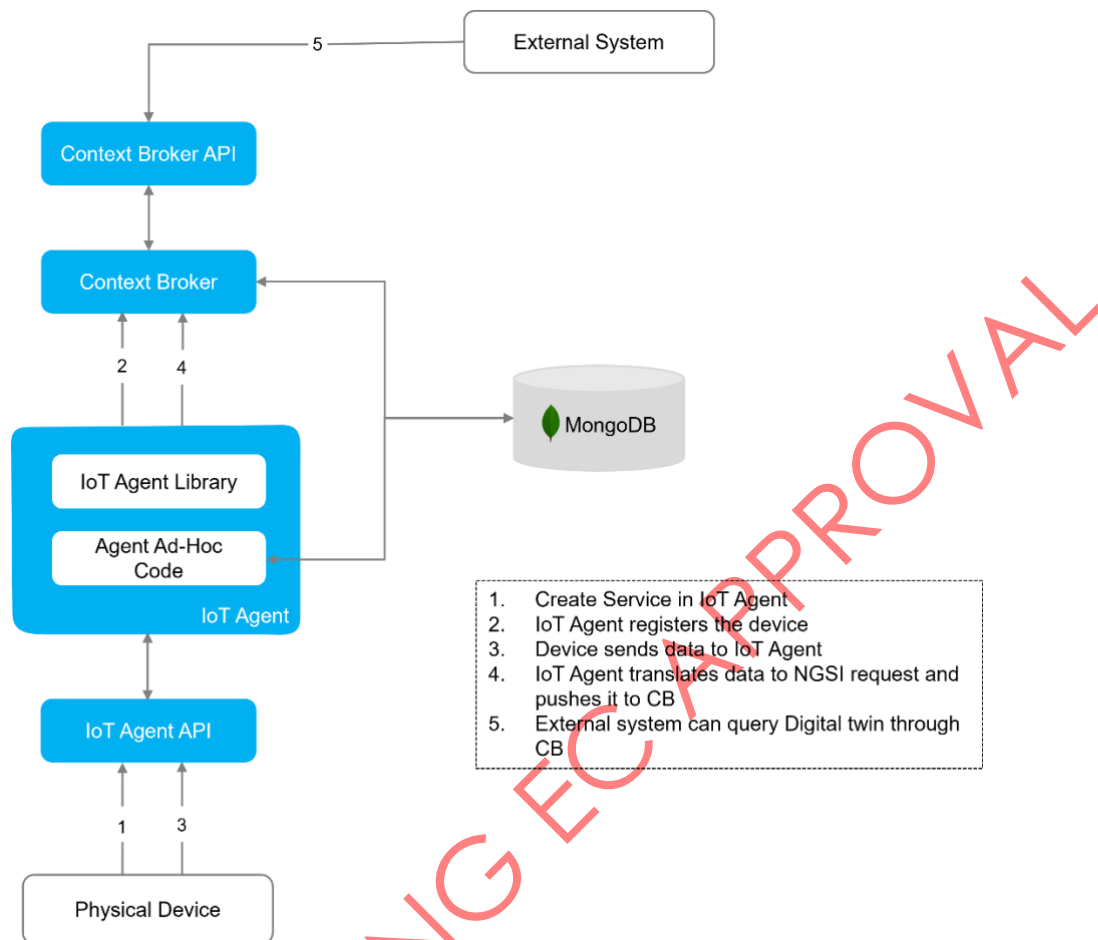 External System
5
Context Broker API
Context Broker
2
4
MongoDB
IoT Agent Library
Agent Ad-Hoc
Code
IoT Agent
1. Create Service in IoT Agent
2. IoT Agent registers the device
3. Device sends data to IoT Agent
4. IoT Agent translates data to NGSI request and
pushes it to CB
5. External system can query Digital twin through
CB
IoT Agent API
1
3
Physical Device
NG EC APPROVAL